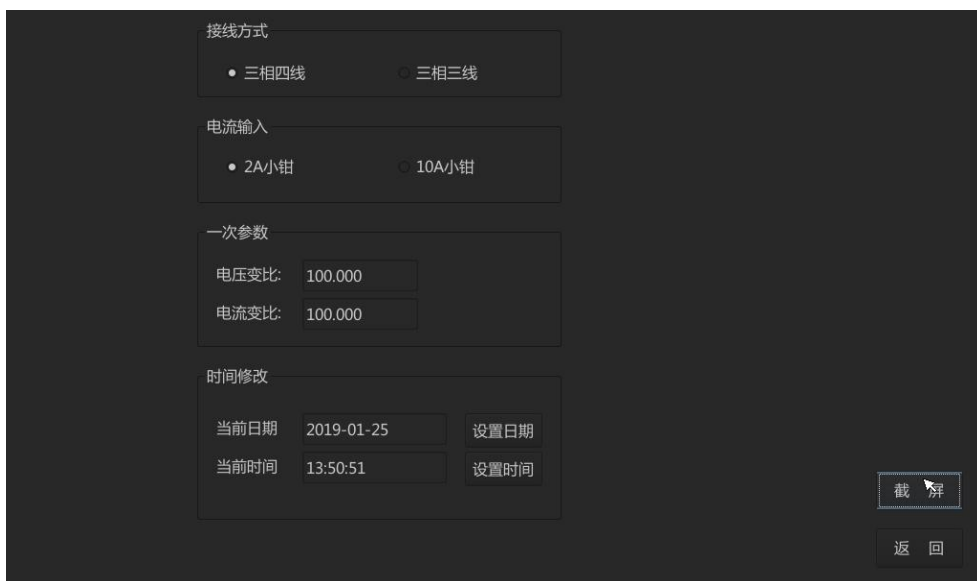 接线方式
三相四线 三相三线
电流输入
2A小钳 10A小钳
一次参数
电压变比: 100.000
电流变比: 100.000
时间修改
当前日期 2019-01-25 设置日期
当前时间 13:50:51 设置时间
截 屏
返 回